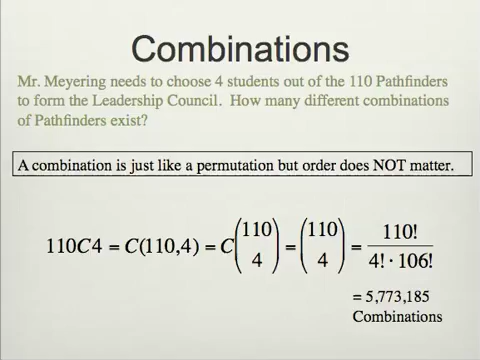 Combinations
Mr. Meyering needs to choose 4 students out of the 110 Pathfinders
to form the Leadership Council.  How many different combinations
of Pathfinders exist?
A combination is just like a permutation but order does NOT matter.
110C4 = C(110,4) = C(110 4) = (110 4) = 110! / 4!·106!
= 5,773,185
Combinations